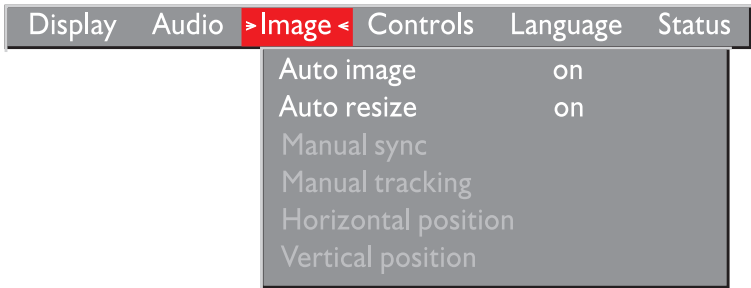 Display Audio >Image< Controls Language Status
Auto image on
Auto resize on
Manual sync
Manual tracking
Horizontal position
Vertical position